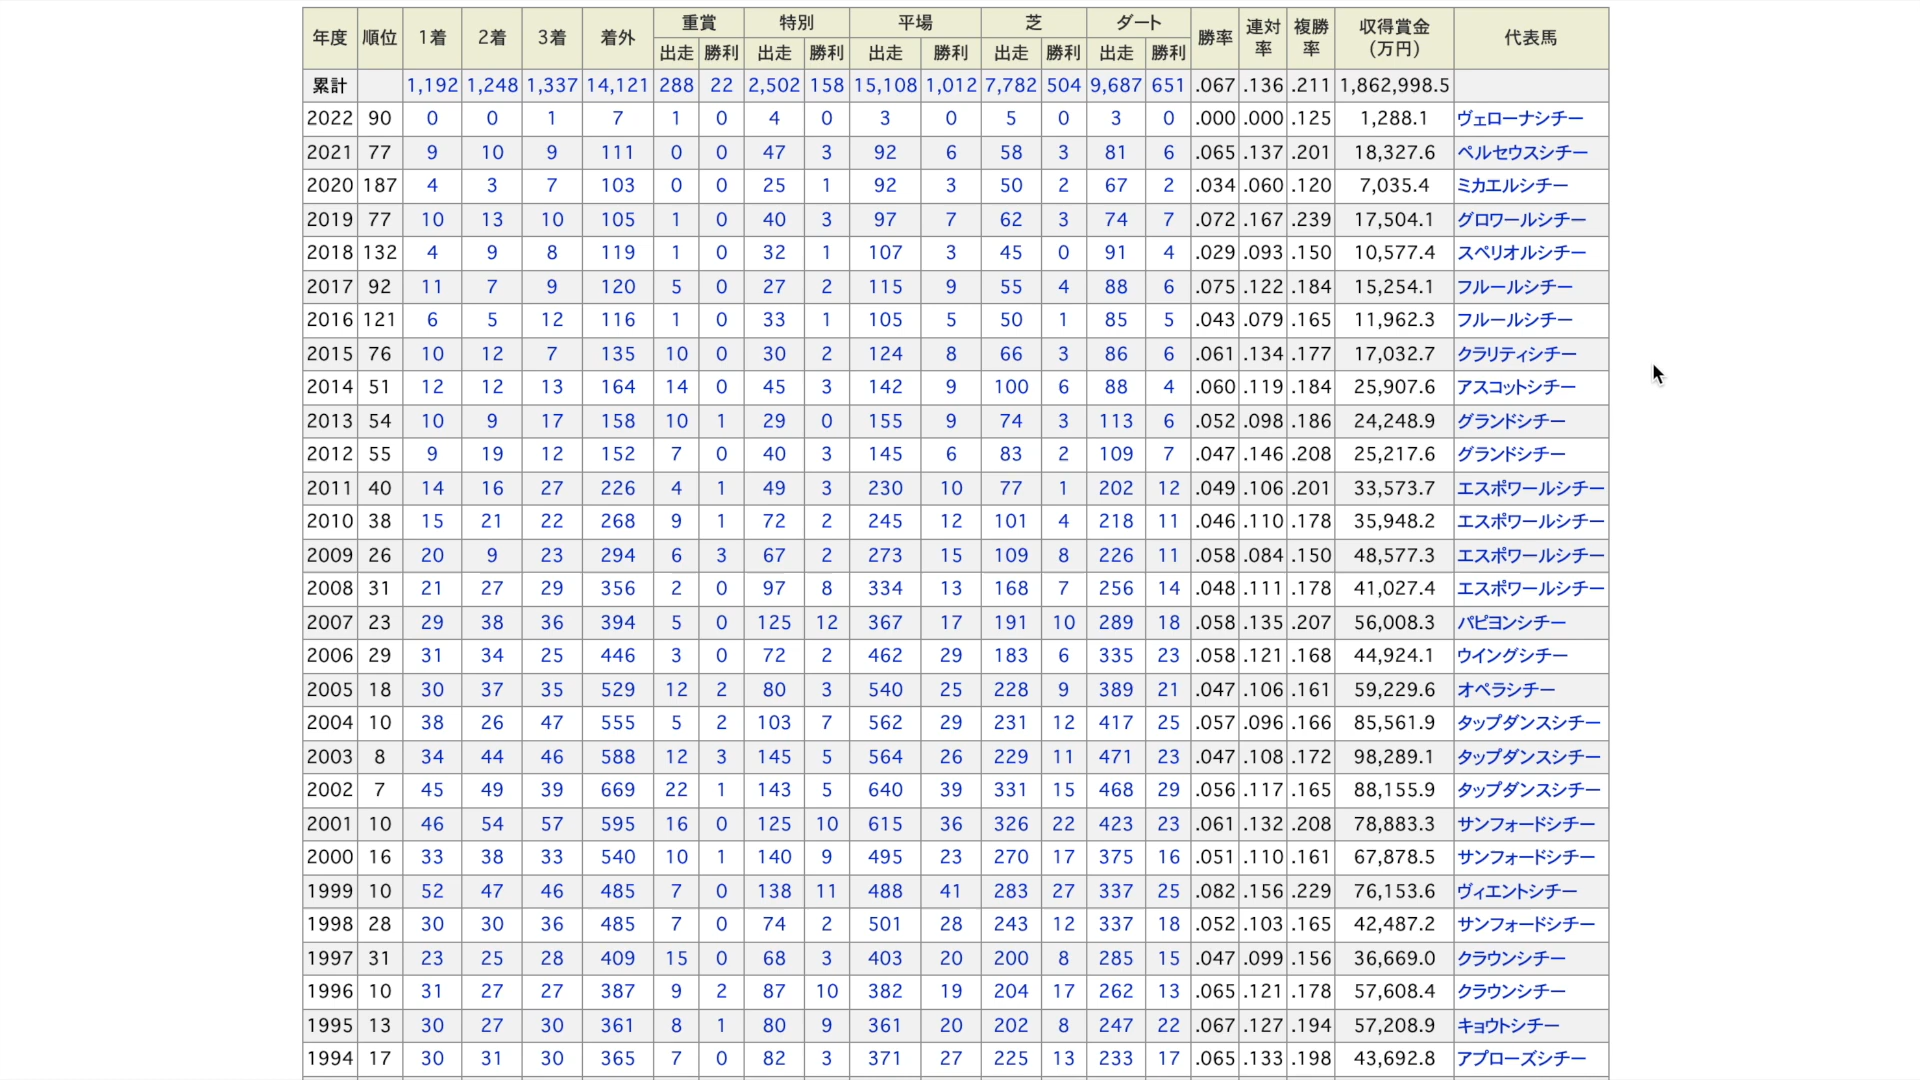 年度 順位 1着 2着 3着 着外 重賞 特別 平場 芝 ダート 勝率 連対率 複勝率 収得賞金(万円) 代表馬
出走 勝利 出走 勝利 出走 勝利 出走 勝利 出走 勝利
累計 1,192 1,248 1,337 14,121 288 22 2,502 158 15,108 1,012 7,782 504 9,687 651 .067 .136 .211 1,862,998.5
2022 90 0 0 1 7 1 0 4 0 3 0 5 0 3 0 .000 .000 .125 1,288.1 ヴェローナシチー
2021 77 9 10 9 111 0 0 47 3 92 6 58 3 81 6 .065 .137 .201 18,327.6 ペルセウスシチー
2020 187 4 3 7 103 0 0 25 1 92 3 50 2 67 2 .034 .060 .120 7,035.4 ミカエルシチー
2019 77 10 13 10 105 1 0 40 3 97 7 62 3 74 7 .072 .167 .239 17,504.1 グロワールシチー
2018 132 4 9 8 119 1 0 32 1 107 3 45 0 91 4 .029 .093 .150 10,577.4 スペリオルシチー
2017 92 11 7 9 120 5 0 27 2 115 9 55 4 88 6 .075 .122 .184 15,254.1 フルールシチー
2016 121 6 5 12 116 1 0 33 1 105 5 50 1 85 5 .043 .079 .165 11,962.3 フルールシチー
2015 76 10 12 7 135 10 0 30 2 124 8 66 3 86 6 .061 .134 .177 17,032.7 クラリティシチー
2014 51 12 12 13 164 14 0 45 3 142 9 100 6 88 4 .060 .119 .184 25,907.6 アスコットシチー
2013 54 10 9 17 158 10 1 29 0 155 9 74 3 113 6 .052 .098 .186 24,248.9 グランドシチー
2012 55 9 19 12 152 7 0 40 3 145 6 83 2 109 7 .047 .146 .208 25,217.6 グランドシチー
2011 40 14 16 27 226 4 1 49 3 230 10 77 1 202 12 .049 .106 .201 33,573.7 エスポワールシチー
2010 38 15 21 22 268 9 1 72 2 245 12 101 4 218 11 .046 .110 .178 35,948.2 エスポワールシチー
2009 26 20 9 23 294 6 3 67 2 273 15 109 8 226 11 .058 .084 .150 48,577.3 エスポワールシチー
2008 31 21 27 29 356 2 0 97 8 334 13 168 7 256 14 .048 .111 .178 41,027.4 エスポワールシチー
2007 23 29 38 36 394 5 0 125 12 367 17 191 10 289 18 .058 .135 .207 56,008.3 パピヨンシチー
2006 29 31 34 25 446 3 0 72 2 462 29 183 6 335 23 .058 .121 .168 44,924.1 ウイングシチー
2005 18 30 37 35 529 12 2 80 3 540 25 228 9 389 21 .047 .106 .161 59,229.6 オペラシチー
2004 10 38 26 47 555 5 2 103 7 562 29 231 12 417 25 .057 .096 .166 85,561.9 タップダンスシチー
2003 8 34 44 46 588 12 3 145 5 564 26 229 11 471 23 .047 .108 .172 98,289.1 タップダンスシチー
2002 7 45 49 39 669 22 1 143 5 640 39 331 15 468 29 .056 .117 .165 88,155.9 タップダンスシチー
2001 10 46 54 57 595 16 0 125 10 615 36 326 22 423 23 .061 .132 .208 78,883.3 サンフォードシチー
2000 16 33 38 33 540 10 1 140 9 495 23 270 17 375 16 .051 .110 .161 67,878.5 サンフォードシチー
1999 10 52 47 46 485 7 0 138 11 488 41 283 27 337 25 .082 .156 .229 76,153.6 ヴィエントシチー
1998 28 30 30 36 485 7 0 74 2 501 28 243 12 337 18 .052 .103 .165 42,487.2 サンフォードシチー
1997 31 23 25 28 409 15 0 68 3 403 20 200 8 285 15 .047 .099 .156 36,669.0 クラウンシチー
1996 10 31 27 27 387 9 2 87 10 382 19 204 17 262 13 .065 .121 .178 57,608.4 クラウンシチー
1995 13 30 27 30 361 8 1 80 9 361 20 202 8 247 22 .067 .127 .194 57,208.9 キョウトシチー
1994 17 30 31 30 365 7 0 82 3 371 27 225 13 233 17 .065 .133 .198 43,692.8 アプローズシチー